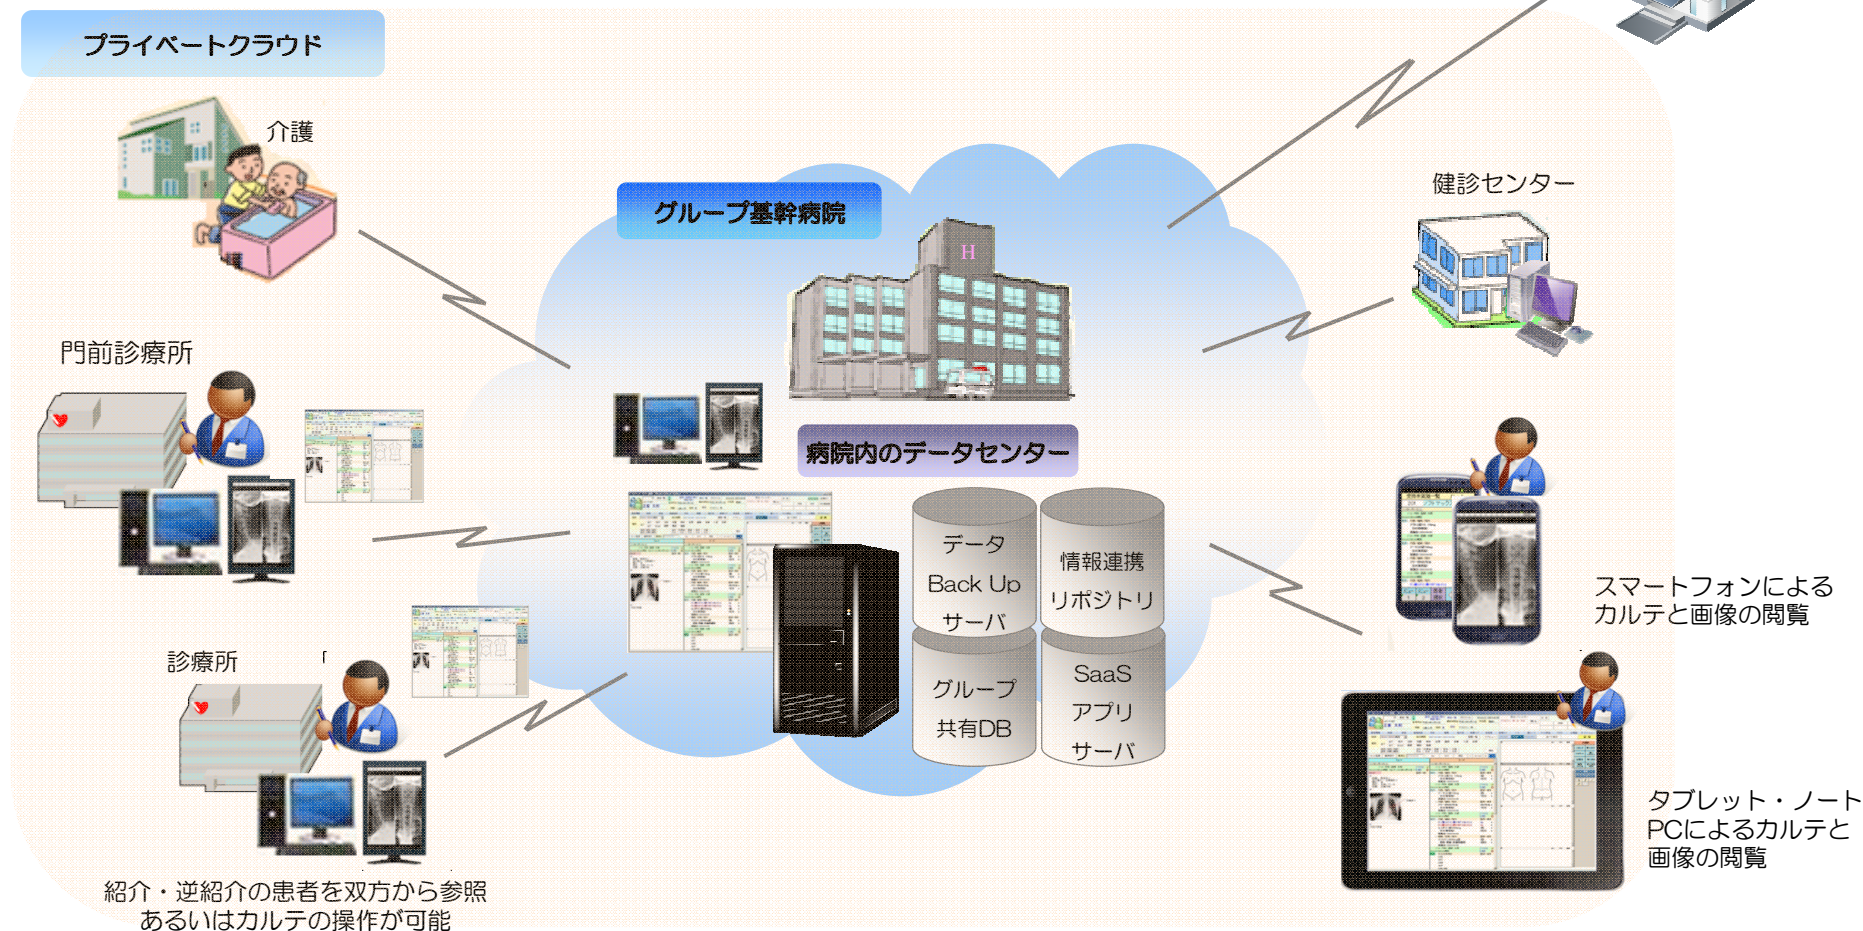 プライベートクラウド
介護
グループ基幹病院
H
健診センター
門前診療所
病院内のデータセンター
データ
Back Up
サーバ
情報連携
リポジトリ
グループ
共有DB
SaaS
アプリ
サーバ
スマートフォンによる
カルテと画像の閲覧
診療所
タブレット・ノート
PCによるカルテと
画像の閲覧
紹介・逆紹介の患者を双方から参照
あるいはカルテの操作が可能